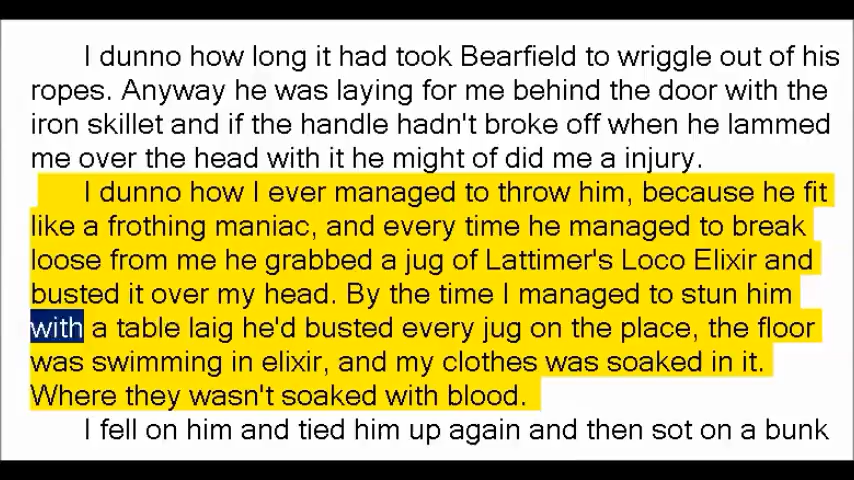 I dunno how long it had took Bearfield to wriggle out of his
ropes. Anyway he was laying for me behind the door with the
iron skillet and if the handle hadn't broke off when he lammed
me over the head with it he might of did me a injury.
I dunno how I ever managed to throw him, because he fit
like a frothing maniac, and every time he managed to break
loose from me he grabbed a jug of Lattimer's Loco Elixir and
busted it over my head. By the time I managed to stun him
with a table laig he'd busted every jug on the place, the floor
was swimming in elixir, and my clothes was soaked in it.
Where they wasn't soaked with blood.
I fell on him and tied him up again and then sot on a bunk